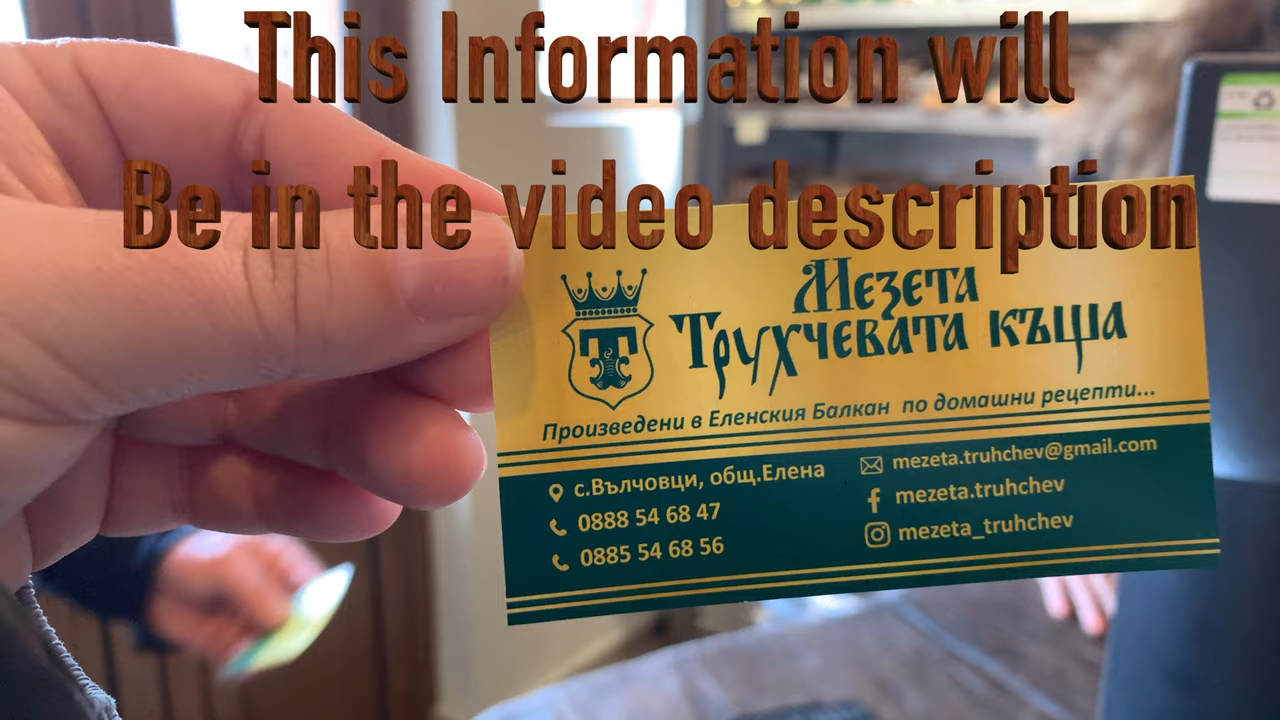 This Information will
Be in the video description
Мезета
Трухчевата къща
Произведени в Еленския Балкан по домашни рецепти...
с.Вълчовци, общ.Елена
0888 54 68 47
0885 54 68 56
mezeta.truhchev@gmail.com
mezeta.truhchev
mezeta_truhchev